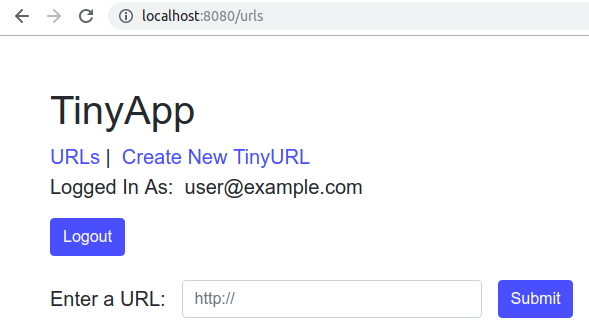 localhost:8080/urls
TinyApp
URLs | Create New TinyURL
Logged In As: user@example.com
Logout
Enter a URL: http:// Submit